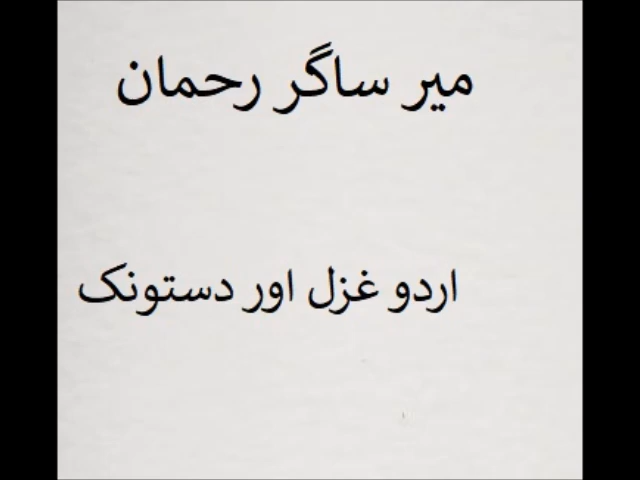 میر ساگر رحمان
اردو غزل اور دستونک